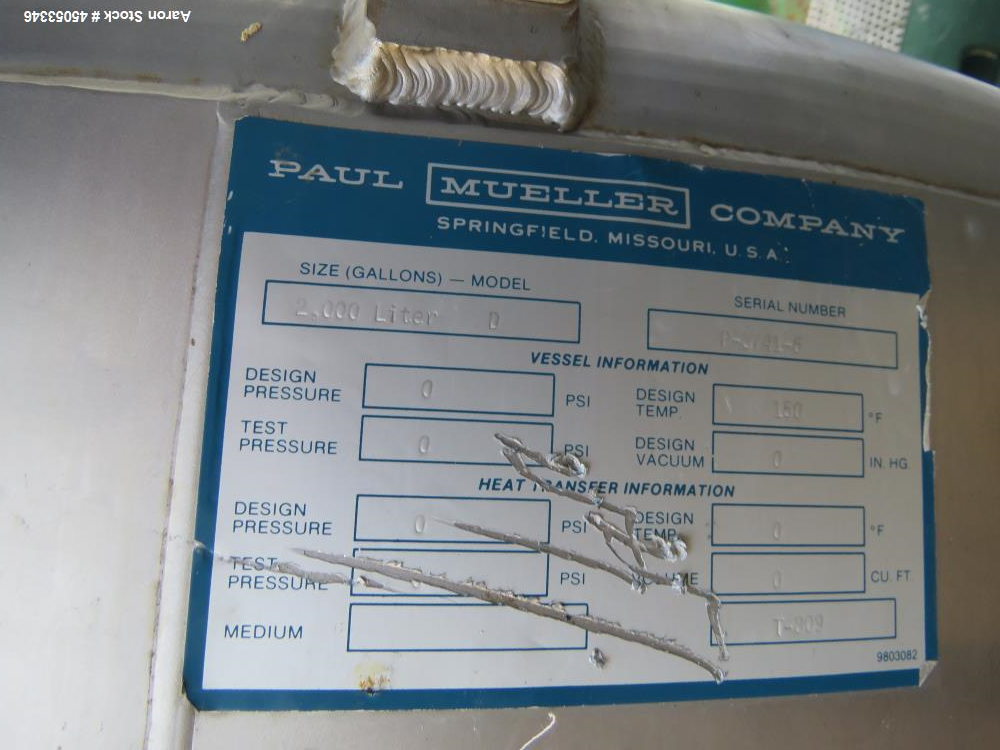 Aaron Stock # 45053346
PAUL MUELLER COMPANY
SPRINGFIELD, MISSOURI, U.S.A.
SIZE (GALLONS) — MODEL
2,000 Liter D
SERIAL NUMBER
VESSEL INFORMATION
DESIGN PRESSURE 0 PSI
DESIGN TEMP. 150 °F
TEST PRESSURE 0 PSI
DESIGN VACUUM 0 IN. HG.
HEAT TRANSFER INFORMATION
DESIGN PRESSURE 0 PSI
DESIGN TEMP. 0 °F
TEST PRESSURE PSI
VOLUME 0 CU. FT.
MEDIUM
T-809
9803082